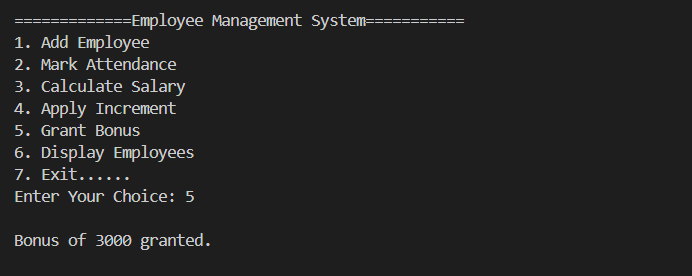 =============Employee Management System===========
1. Add Employee
2. Mark Attendance
3. Calculate Salary
4. Apply Increment
5. Grant Bonus
6. Display Employees
7. Exit......
Enter Your Choice: 5
Bonus of 3000 granted.